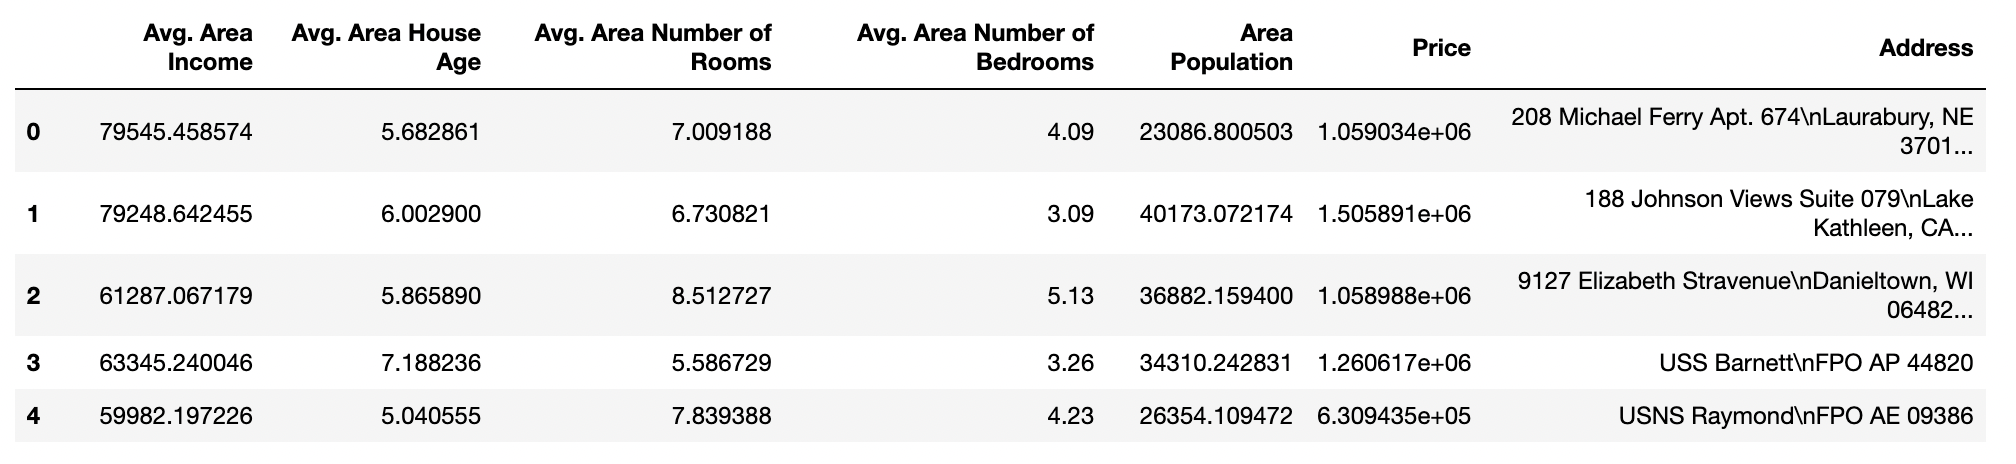 Avg. Area Income Avg. Area House Age Avg. Area Number of Rooms Avg. Area Number of Bedrooms Area Population Price Address
0 79545.458574 5.682861 7.009188 4.09 23086.800503 1.059034e+06 208 Michael Ferry Apt. 674\nLaurabury, NE
3701...
1 79248.642455 6.002900 6.730821 3.09 40173.072174 1.505891e+06 188 Johnson Views Suite 079\nLake
Kathleen, CA...
2 61287.067179 5.865890 8.512727 5.13 36882.159400 1.058988e+06 9127 Elizabeth Stravenue\nDanieltown, WI
06482...
3 63345.240046 7.188236 5.586729 3.26 34310.242831 1.260617e+06 USS Barnett\nFPO AP 44820
4 59982.197226 5.040555 7.839388 4.23 26354.109472 6.309435e+05 USNS Raymond\nFPO AE 09386